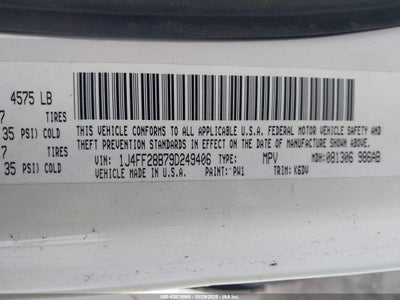 4575 LB
7 TIRES
35 PSI) COLD
7 TIRES
35 PSI) COLD
THIS VEHICLE CONFORMS TO ALL APPLICABLE U.S.A. FEDERAL MOTOR VEHICLE SAFETY AND
THEFT PREVENTION STANDARDS IN EFFECT ON THE DATE OF MANUFACTURE SHOWN ABOVE.
VIN: 1J4FF28B79D249406 TYPE: MPV MDH: 081306 986AB
VEHICLE MADE IN U.S.A. PAINT: PW1 TRIM: K6DV